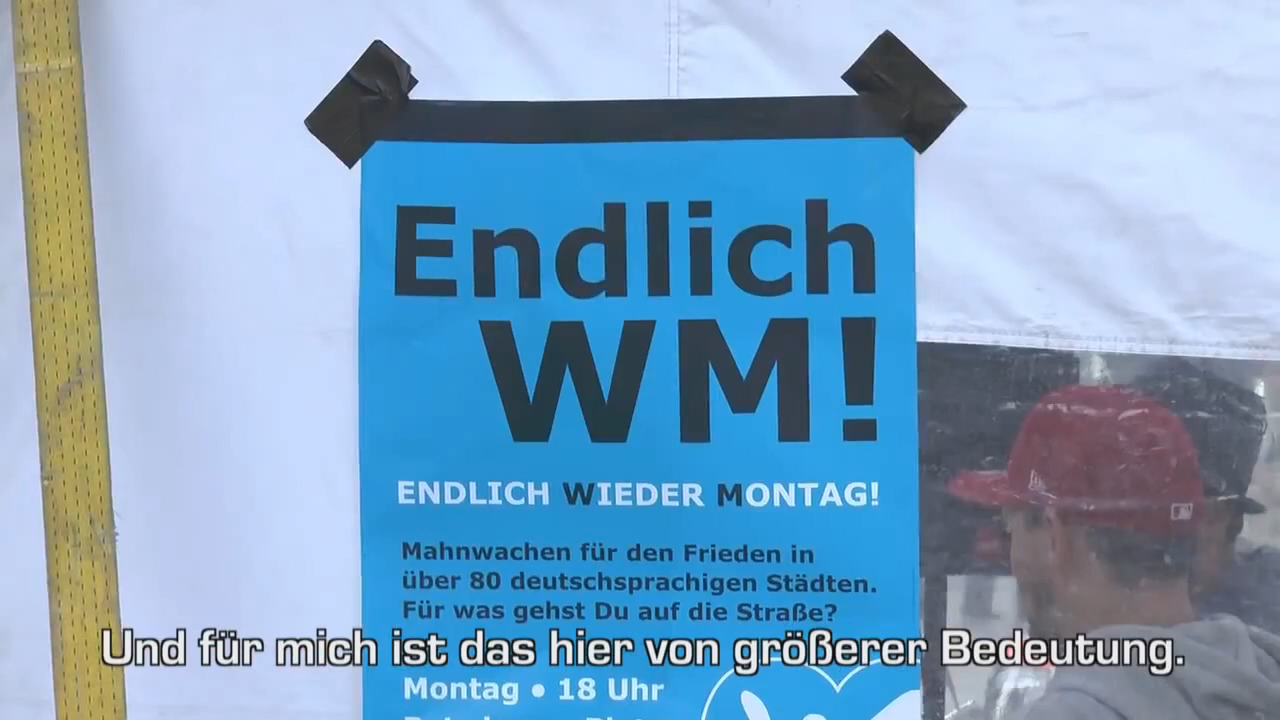 Endlich
WM!
ENDLICH WIEDER MONTAG!
Mahnwachen für den Frieden in
über 80 deutschsprachigen Städten.
Für was gehst Du auf die Straße?
Und für mich ist das hier von größerer Bedeutung.
Montag • 18 Uhr